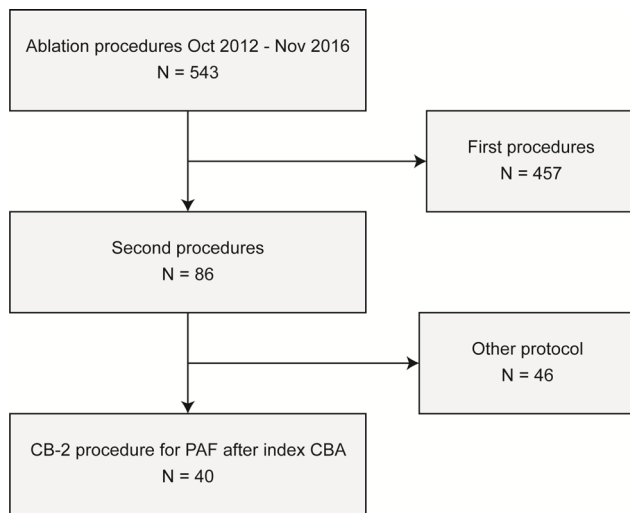 Ablation procedures Oct 2012 - Nov 2016
N = 543
First procedures
N = 457
Second procedures
N = 86
Other protocol
N = 46
CB-2 procedure for PAF after index CBA
N = 40